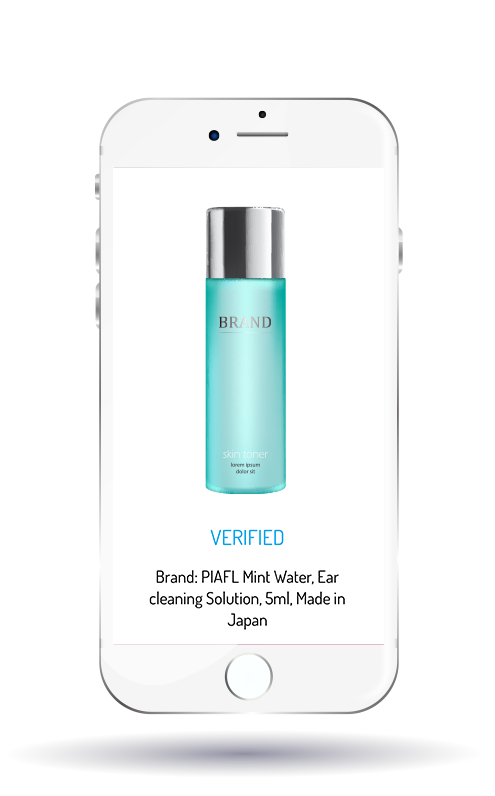 BRAND
skin toner
lorem ipsum
dolor sit
VERIFIED
Brand: PIAFL Mint Water, Ear
cleaning Solution, 5ml, Made in
Japan